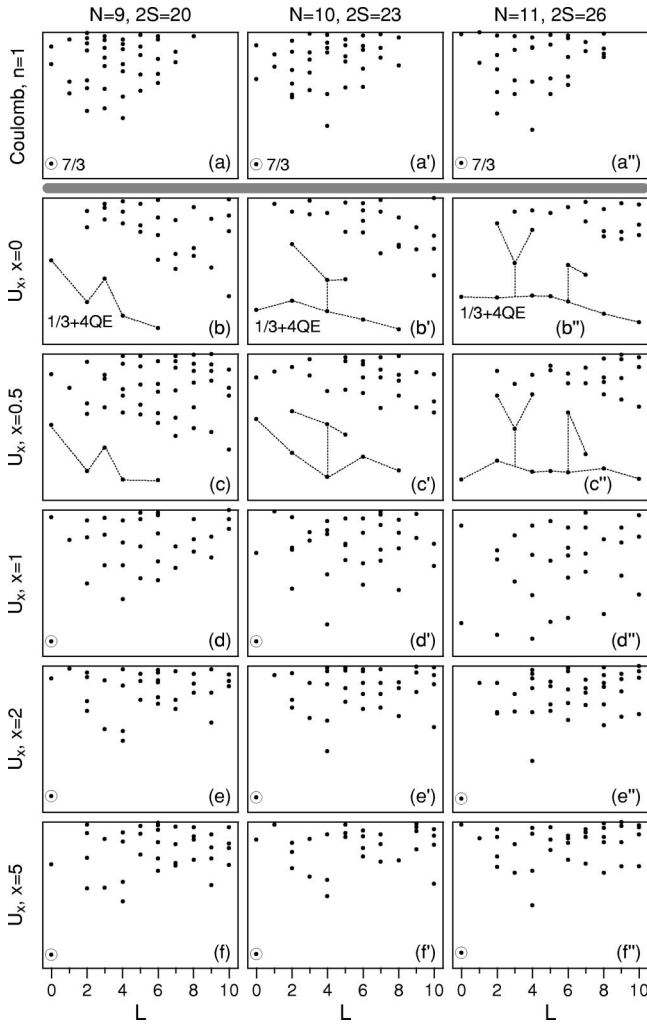 N=9, 2S=20 N=10, 2S=23 N=11, 2S=26
Coulomb, n=1
7/3 (a) 7/3 (a') 7/3 (a'')
U_x, x=0
1/3+4QE (b) 1/3+4QE (b') 1/3+4QE (b'')
U_x, x=0.5
(c) (c') (c'')
U_x, x=1
(d) (d') (d'')
U_x, x=2
(e) (e') (e'')
U_x, x=5
(f) (f') (f'')
0 2 4 6 8 10 0 2 4 6 8 10 0 2 4 6 8 10
L L L